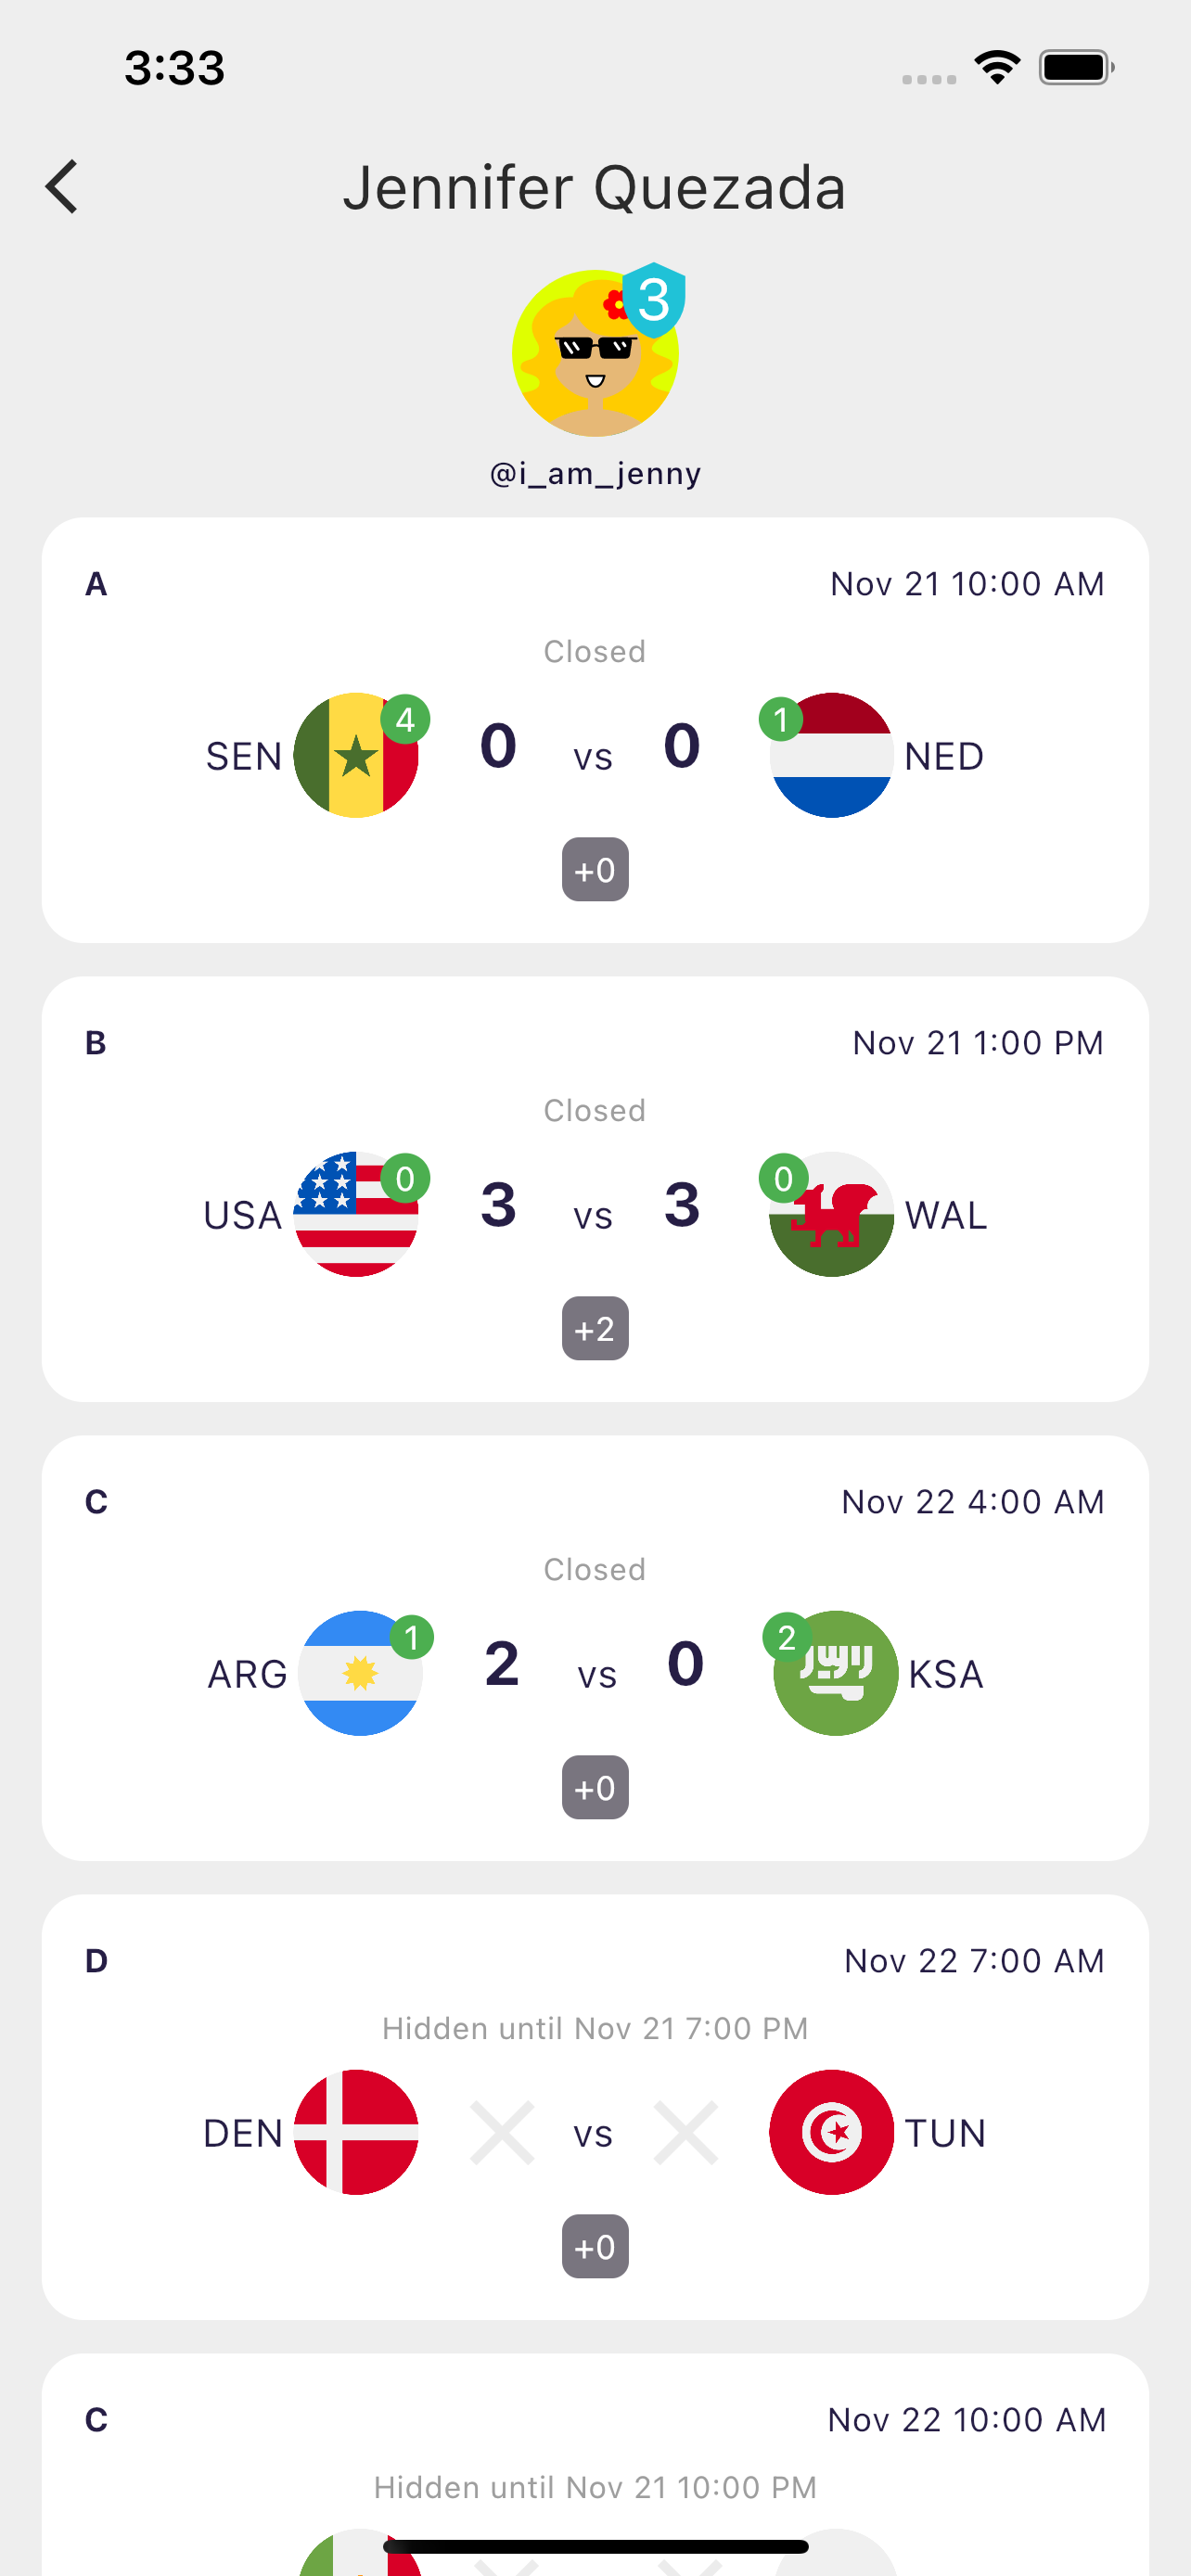 3:33
Jennifer Quezada
3
@i_am_jenny
A Nov 21 10:00 AM
Closed
SEN 4 0 vs 0 1 NED
+0
B Nov 21 1:00 PM
Closed
USA 0 3 vs 3 0 WAL
+2
C Nov 22 4:00 AM
Closed
ARG 1 2 vs 0 2 KSA
+0
D Nov 22 7:00 AM
Hidden until Nov 21 7:00 PM
DEN vs TUN
+0
C Nov 22 10:00 AM
Hidden until Nov 21 10:00 PM